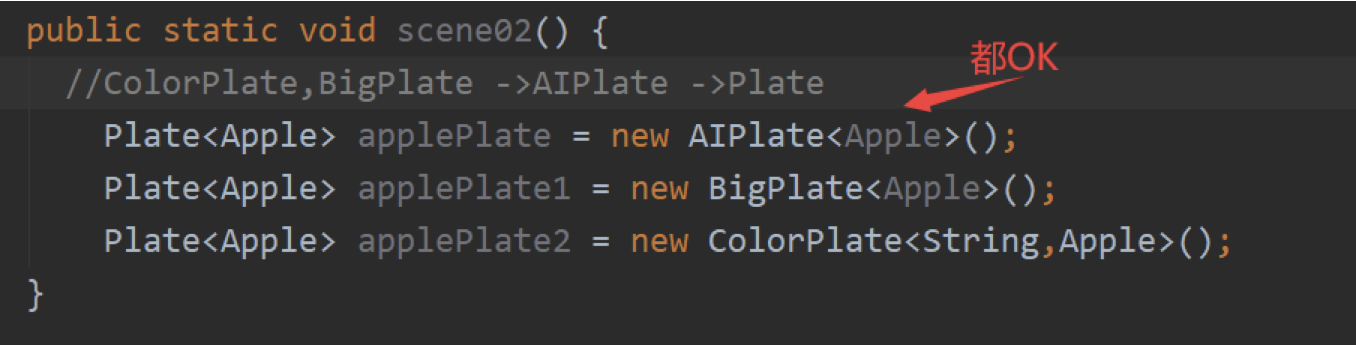 public static void scene02() {
都OK
//ColorPlate,BigPlate ->AIPlate ->Plate
Plate<Apple> applePlate = new AIPlate<Apple>();
Plate<Apple> applePlate1 = new BigPlate<Apple>();
Plate<Apple> applePlate2 = new ColorPlate<String,Apple>();
}